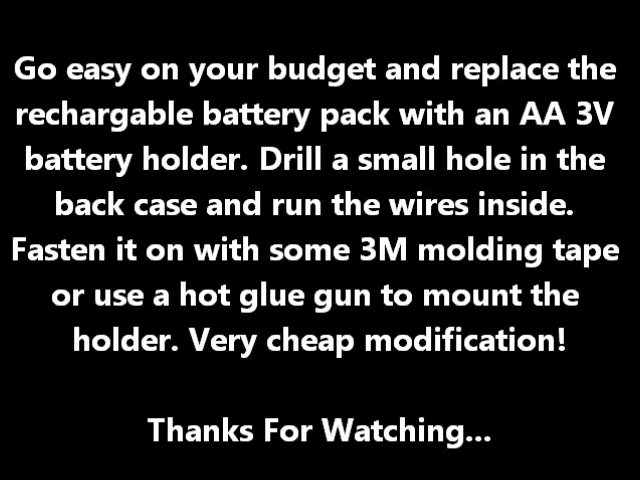 Go easy on your budget and replace the
rechargable battery pack with an AA 3V
battery holder. Drill a small hole in the
back case and run the wires inside.
Fasten it on with some 3M molding tape
or use a hot glue gun to mount the
holder. Very cheap modification!
Thanks For Watching...